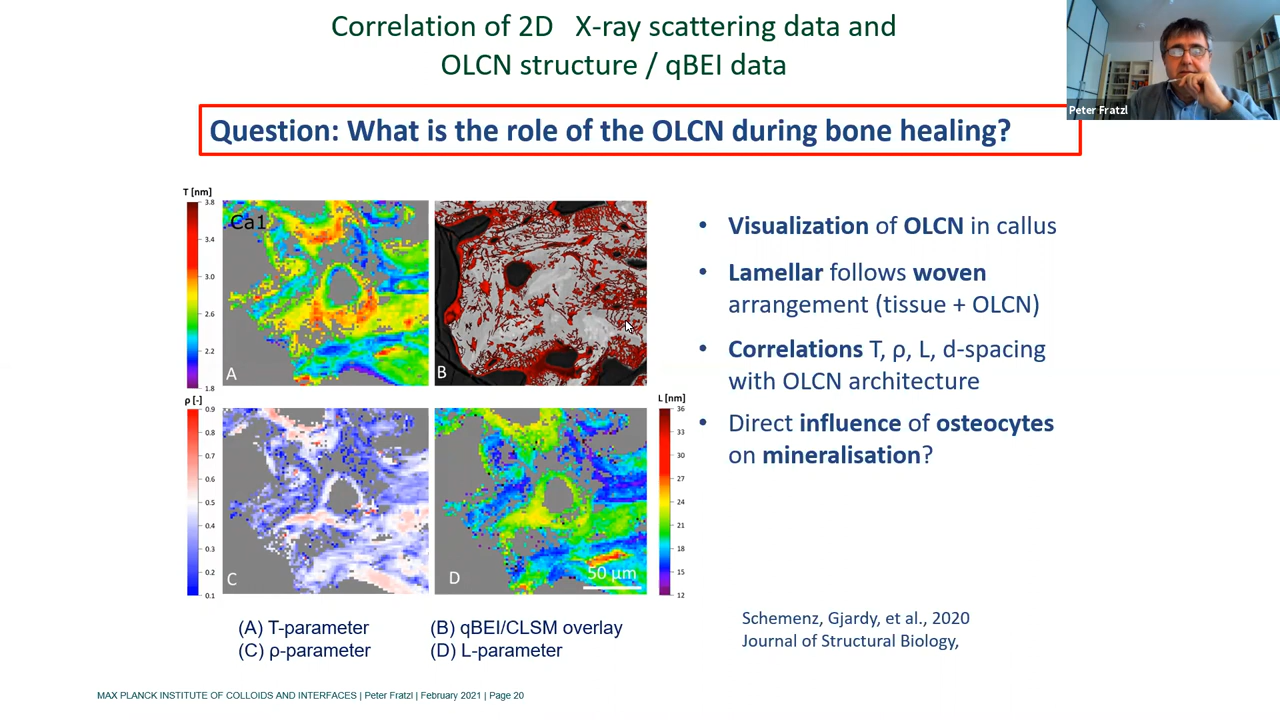 Correlation of 2D X-ray scattering data and
OLCN structure / qBEI data
Peter Fratzl
Question: What is the role of the OLCN during bone healing?
T [nm]
3.8
3.4
3.0
2.6
2.2
1.8
Ca1
A
B
• Visualization of OLCN in callus
• Lamellar follows woven
arrangement (tissue + OLCN)
• Correlations T, ρ, L, d-spacing
with OLCN architecture
• Direct influence of osteocytes
on mineralisation?
ρ [-]
0.9
0.8
0.7
0.6
0.5
0.4
0.3
0.2
0.1
C
D
50 µm
L [nm]
36
33
30
27
24
21
18
15
12
(A) T-parameter
(B) qBEI/CLSM overlay
(C) ρ-parameter
(D) L-parameter
Schemenz, Gjardy, et al., 2020
Journal of Structural Biology,
MAX PLANCK INSTITUTE OF COLLOIDS AND INTERFACES | Peter Fratzl | February 2021 | Page 20